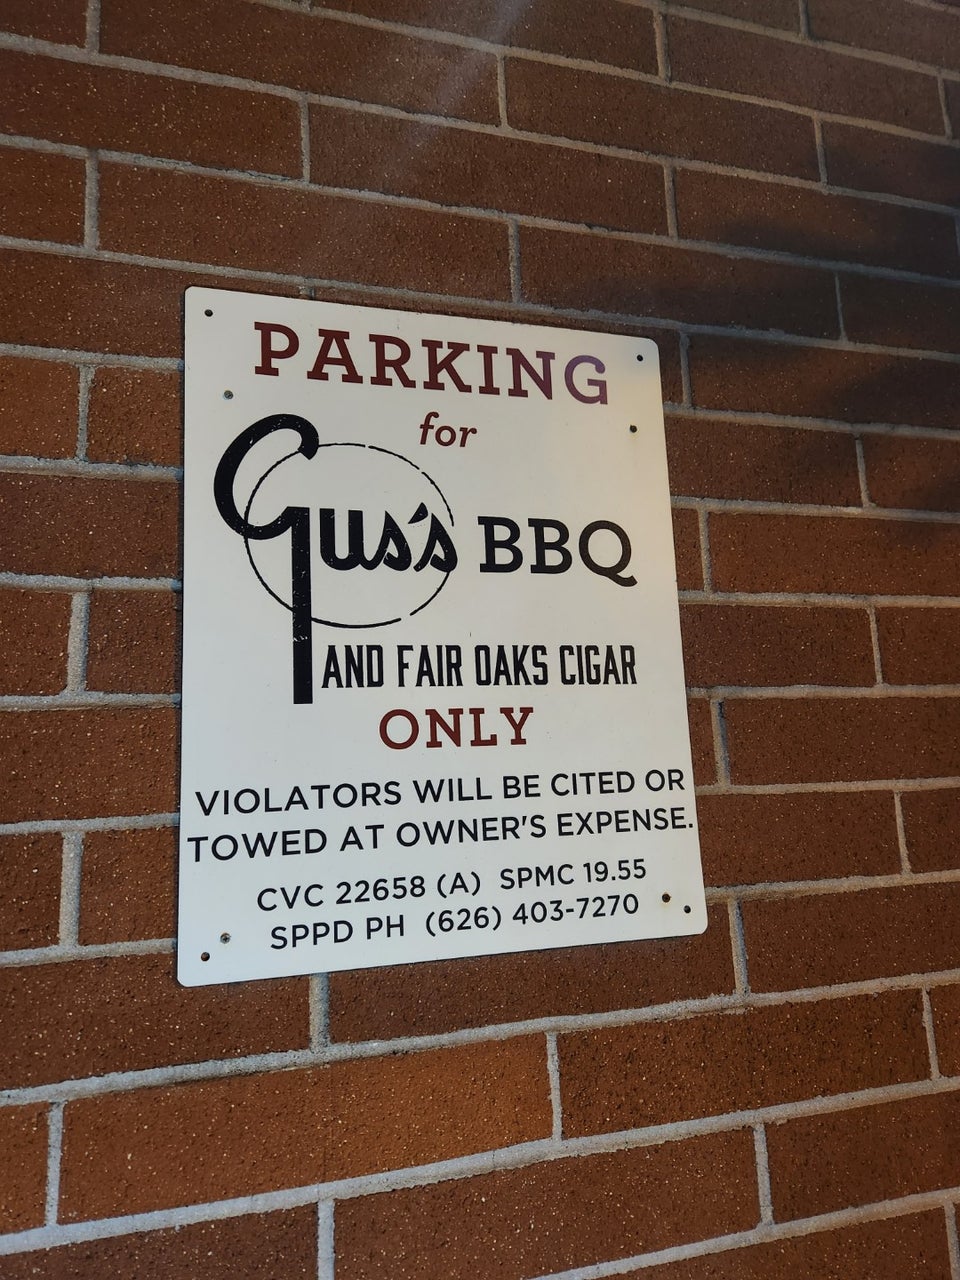 PARKING
for
Gus's BBQ
AND FAIR OAKS CIGAR
ONLY
VIOLATORS WILL BE CITED OR
TOWED AT OWNER'S EXPENSE.
CVC 22658 (A) SPMC 19.55
SPPD PH (626) 403-7270